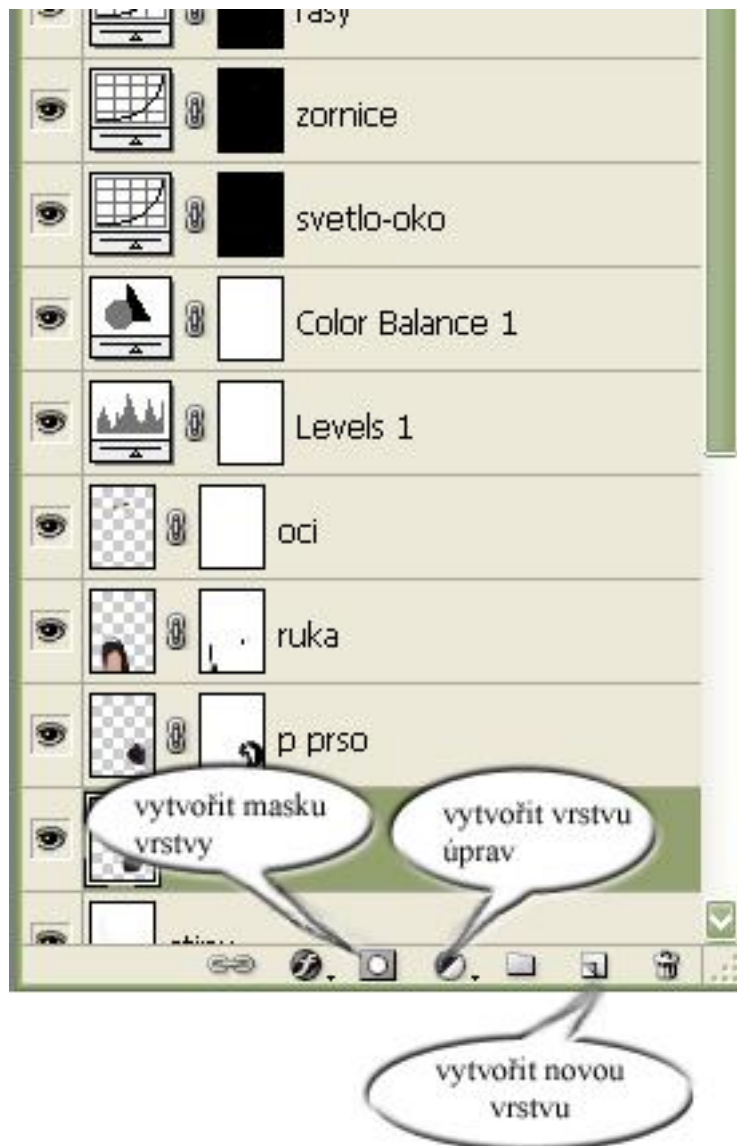 rasy
zornice
svetlo-oko
Color Balance 1
Levels 1
oci
ruka
p prso
vytvořit masku
vrstvy
vytvořit vrstvu
úprav
vytvořit novou
vrstvu